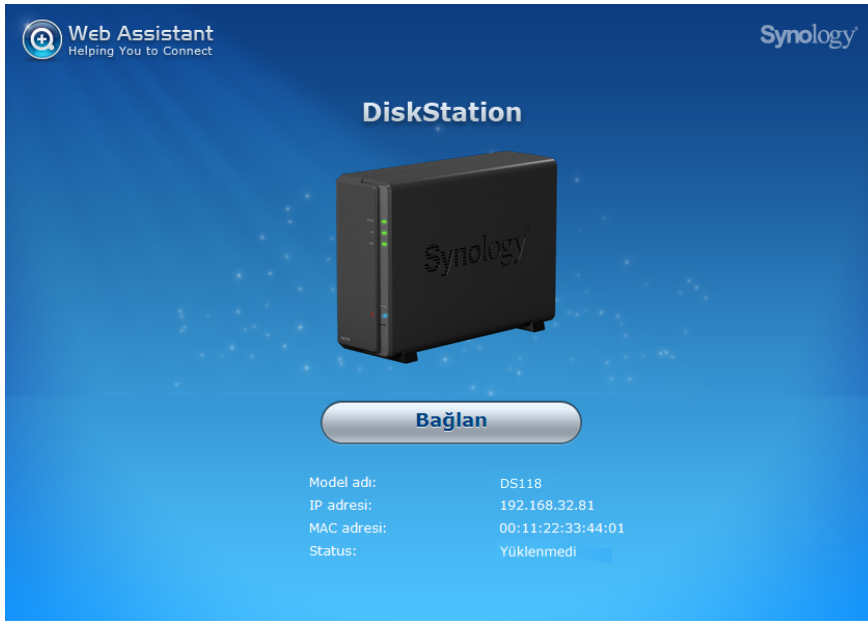 Web Assistant
Helping You to Connect
Synology
DiskStation
Synology
Bağlan
Model adı: DS118
IP adresi: 192.168.32.81
MAC adresi: 00:11:22:33:44:01
Status: Yüklenmedi